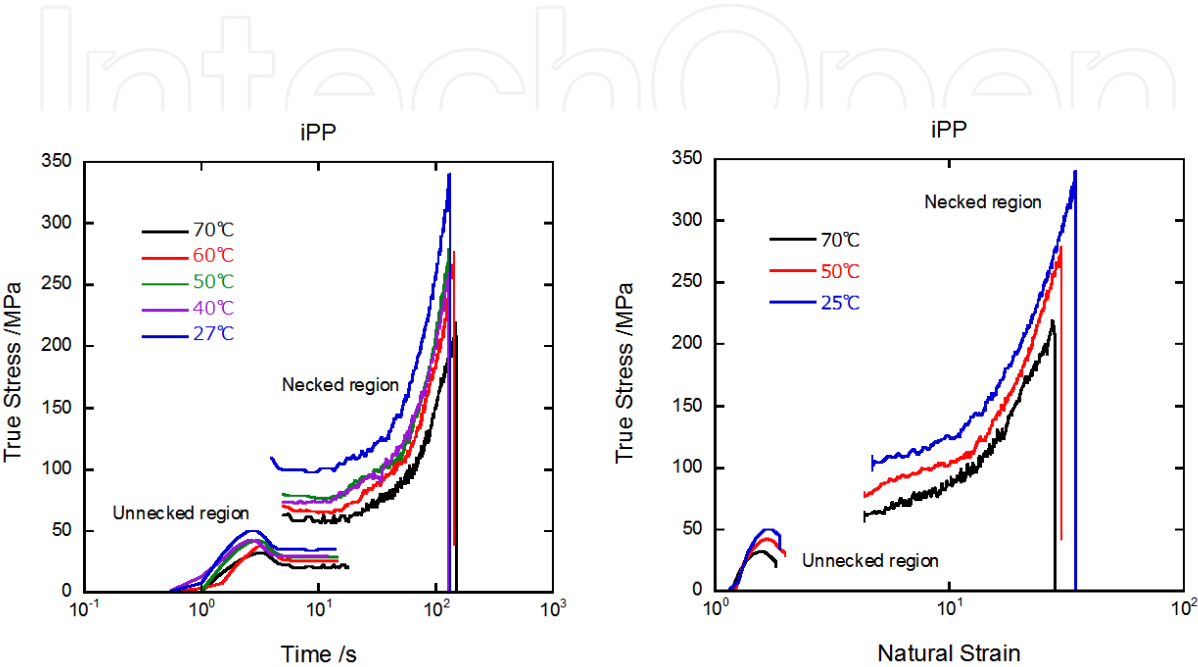 IntechOpen
iPP
350
300
250
200
150
100
50
0
True Stress /MPa
70℃
60℃
50℃
40℃
27℃
Necked region
Unnecked region
10-1
10⁰
10¹
10²
10³
Time /s
iPP
350
300
250
200
150
100
50
0
True Stress /MPa
Necked region
70℃
50℃
25℃
Unnecked region
10⁰
10¹
10²
Natural Strain